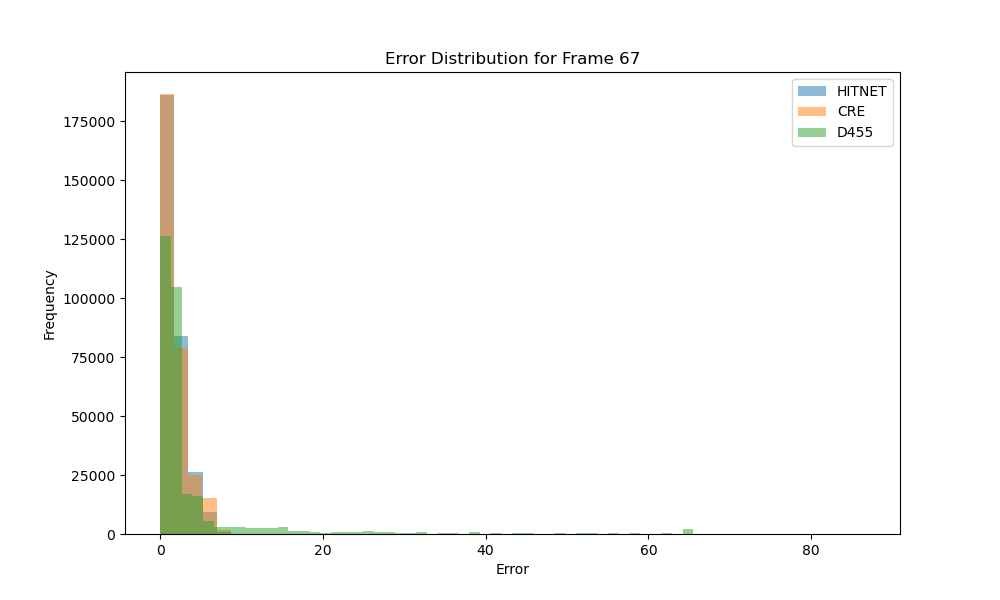 Error Distribution for Frame 67
HITNET
CRE
D455
Frequency
175000
150000
125000
100000
75000
50000
25000
0
0 20 40 60 80
Error